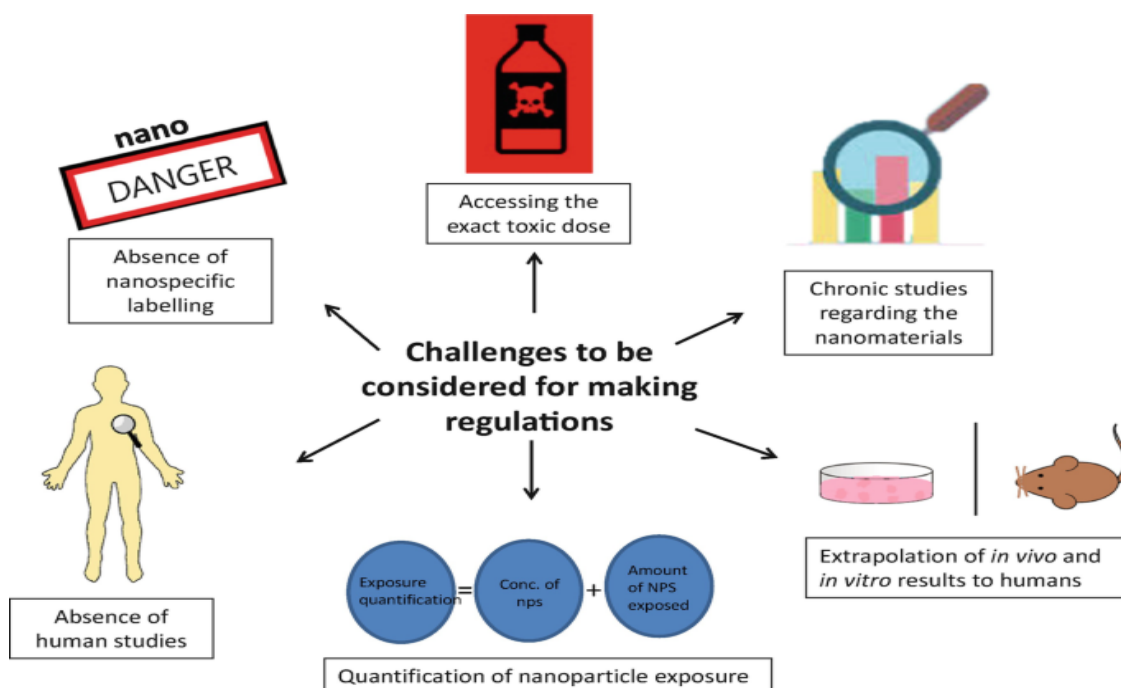 nano
DANGER
Absence of
nanospecific
labelling
Accessing the
exact toxic dose
Chronic studies
regarding the
nanomaterials
Challenges to be
considered for making
regulations
Absence of
human studies
Exposure
quantification
=
Conc. of
nps
+
Amount
of NPS
exposed
Quantification of nanoparticle exposure
Extrapolation of in vivo and
in vitro results to humans